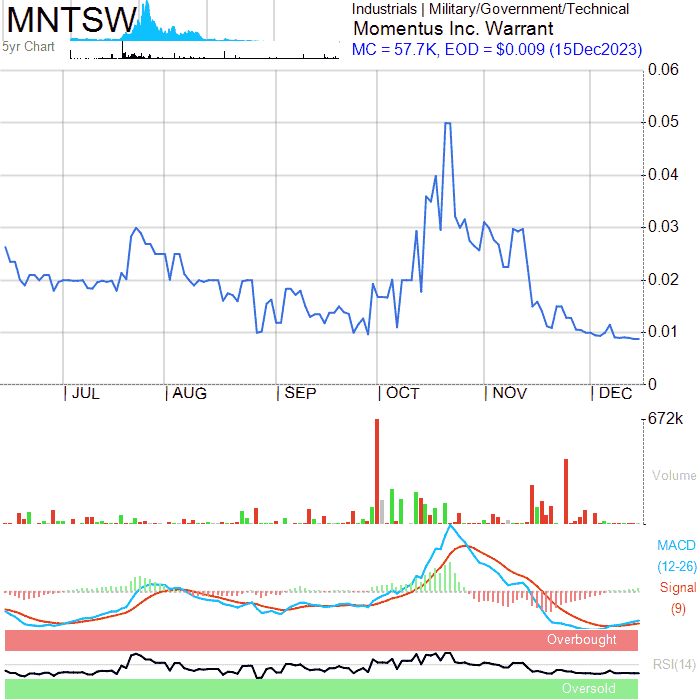 MNTSW
5yr Chart
Industrials | Military/Government/Technical
Momentus Inc. Warrant
MC = 57.7K, EOD = $0.009 (15Dec2023)
0.06
0.05
0.04
0.03
0.02
0.01
0
| JUL | AUG | SEP | OCT | NOV | DEC
672k
Volume
MACD
(12-26)
Signal
(9)
Overbought
RSI(14)
Oversold